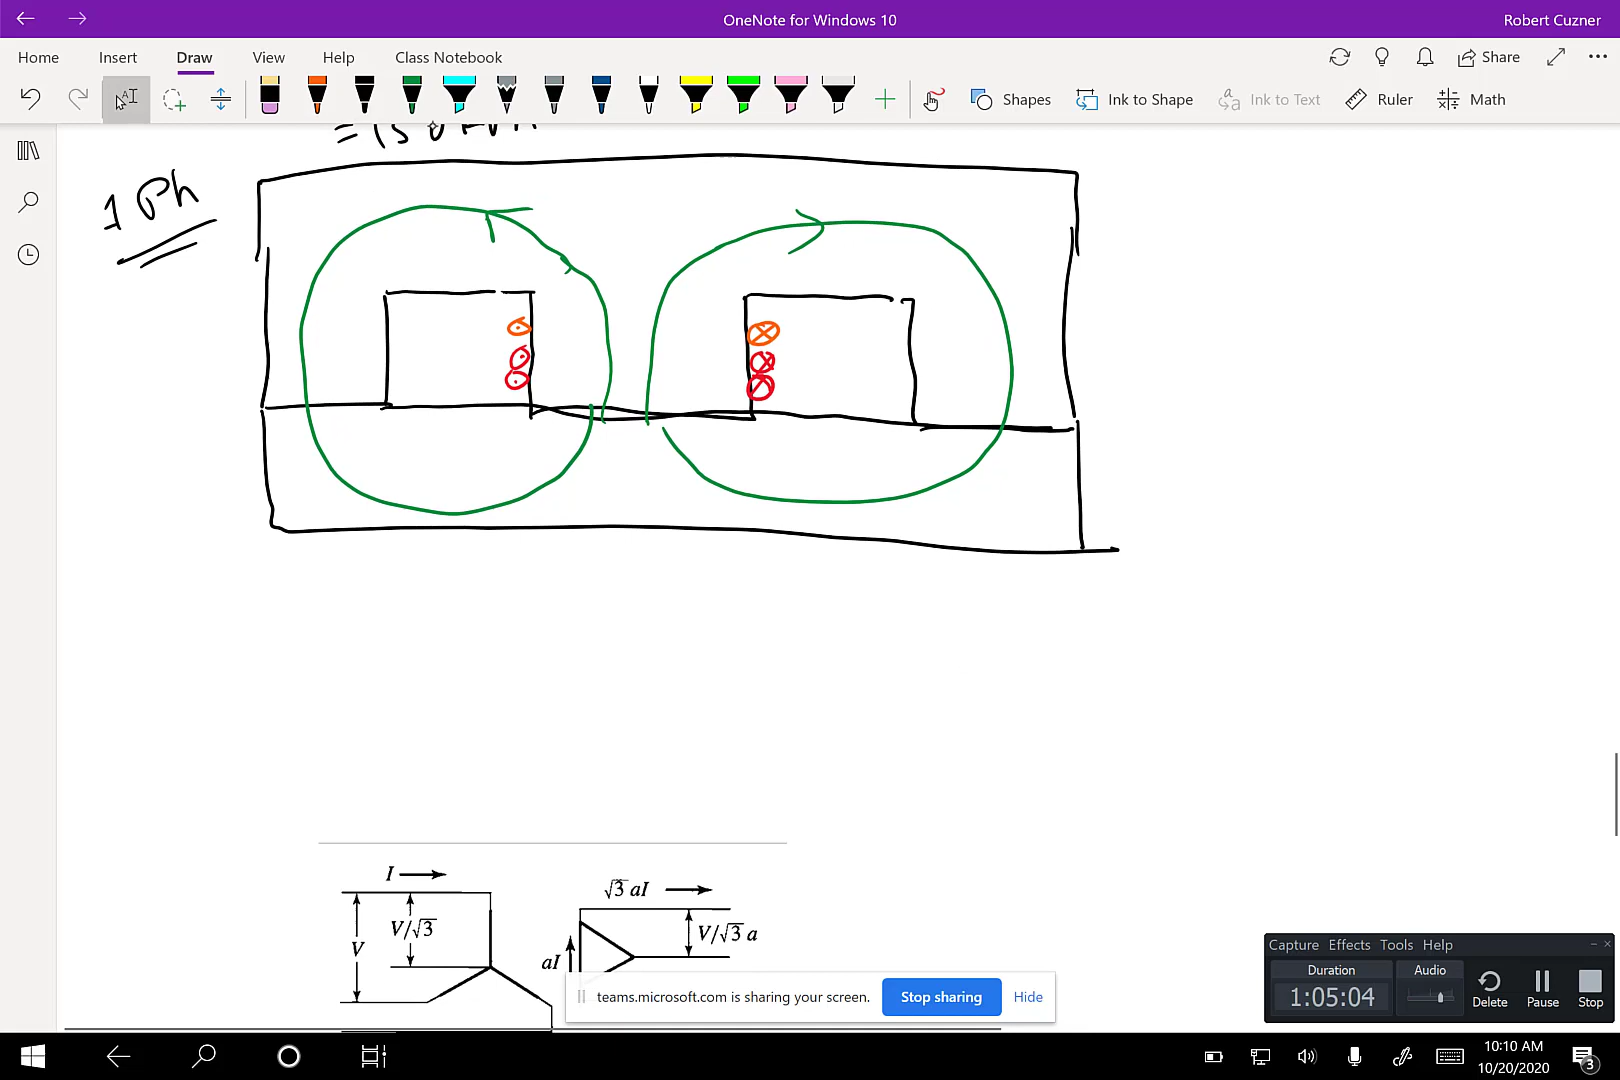 OneNote for Windows 10
Robert Cuzner
Home Insert Draw View Help Class Notebook
Share
Shapes Ink to Shape Ink to Text Ruler Math
1 Ph
I
√3 aI
V/√3
V
V/√3 a
aI
teams.microsoft.com is sharing your screen. Stop sharing Hide
Capture Effects Tools Help
Duration Audio
1:05:04
Delete Pause Stop
10:10 AM
10/20/2020
3